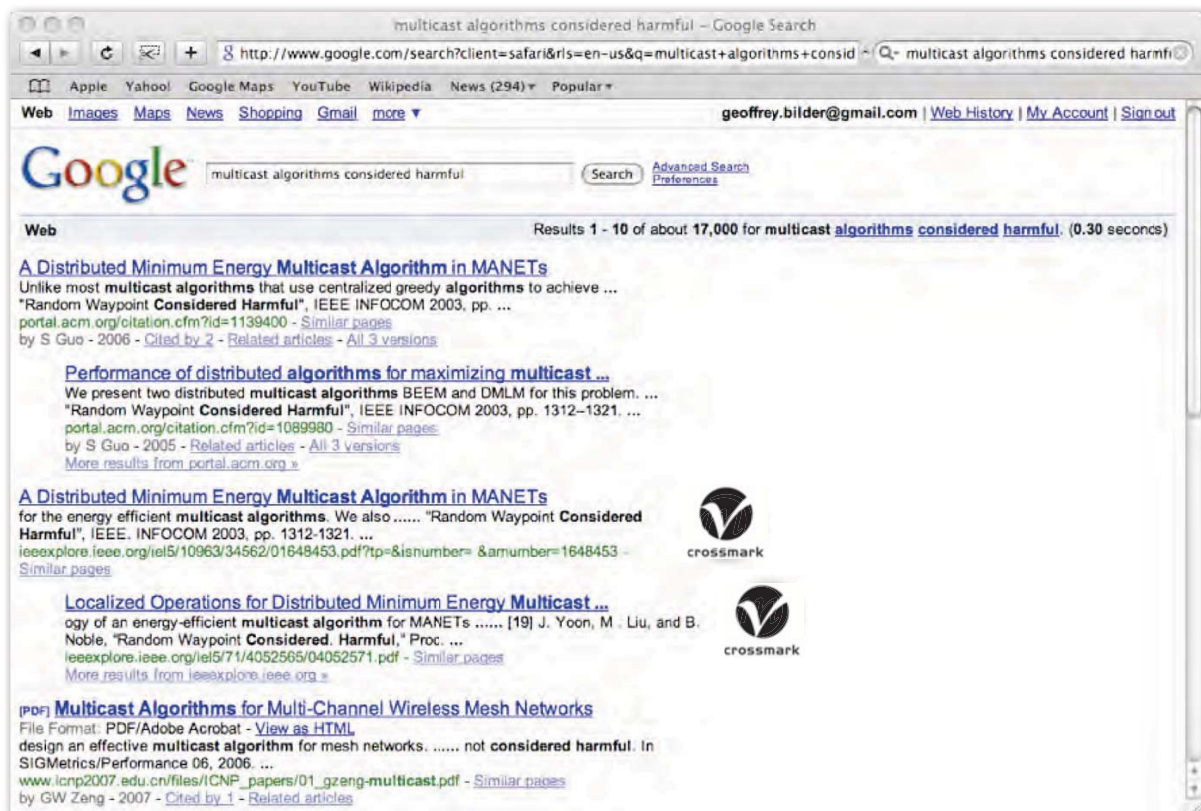 multicast algorithms considered harmful – Google Search
http://www.google.com/search?client=safari&rls=en-us&q=multicast+algorithms+consid
Q- multicast algorithms considered harmf
Apple Yahoo! Google Maps YouTube Wikipedia News (294) Popular
Web Images Maps News Shopping Gmail more ▼ geoffrey.bilder@gmail.com | Web History | My Account | Sign out
Google
multicast algorithms considered harmful
Search
Advanced Search
Preferences
Web Results 1 - 10 of about 17,000 for multicast algorithms considered harmful. (0.30 seconds)
A Distributed Minimum Energy Multicast Algorithm in MANETs
Unlike most multicast algorithms that use centralized greedy algorithms to achieve ...
"Random Waypoint Considered Harmful", IEEE INFOCOM 2003, pp. ...
portal.acm.org/citation.cfm?id=1139400 - Similar pages
by S Guo - 2006 - Cited by 2 - Related articles - All 3 versions
Performance of distributed algorithms for maximizing multicast ...
We present two distributed multicast algorithms BEEM and DMLM for this problem. ...
"Random Waypoint Considered Harmful", IEEE INFOCOM 2003, pp. 1312–1321. ...
portal.acm.org/citation.cfm?id=1089980 - Similar pages
by S Guo - 2005 - Related articles - All 3 versions
More results from portal.acm.org »
A Distributed Minimum Energy Multicast Algorithm in MANETs
for the energy efficient multicast algorithms. We also ...... "Random Waypoint Considered
Harmful", IEEE. INFOCOM 2003, pp. 1312-1321. ...
ieeexplore.ieee.org/iel5/10963/34562/01648453.pdf?tp=&isnumber= &arnumber=1648453 -
Similar pages
crossmark
Localized Operations for Distributed Minimum Energy Multicast ...
ogy of an energy-efficient multicast algorithm for MANETs ...... [19] J. Yoon, M . Liu, and B.
Noble, "Random Waypoint Considered. Harmful," Proc. ...
ieeexplore.ieee.org/iel5/71/4052565/04052571.pdf - Similar pages
More results from ieeexplore.ieee.org »
crossmark
[PDF] Multicast Algorithms for Multi-Channel Wireless Mesh Networks
File Format: PDF/Adobe Acrobat - View as HTML
design an effective multicast algorithm for mesh networks. ...... not considered harmful. In
SIGMetrics/Performance 06, 2006. ...
www.icnp2007.edu.cn/files/ICNP_papers/01_gzeng-multicast.pdf - Similar pages
by GW Zeng - 2007 - Cited by 1 - Related articles